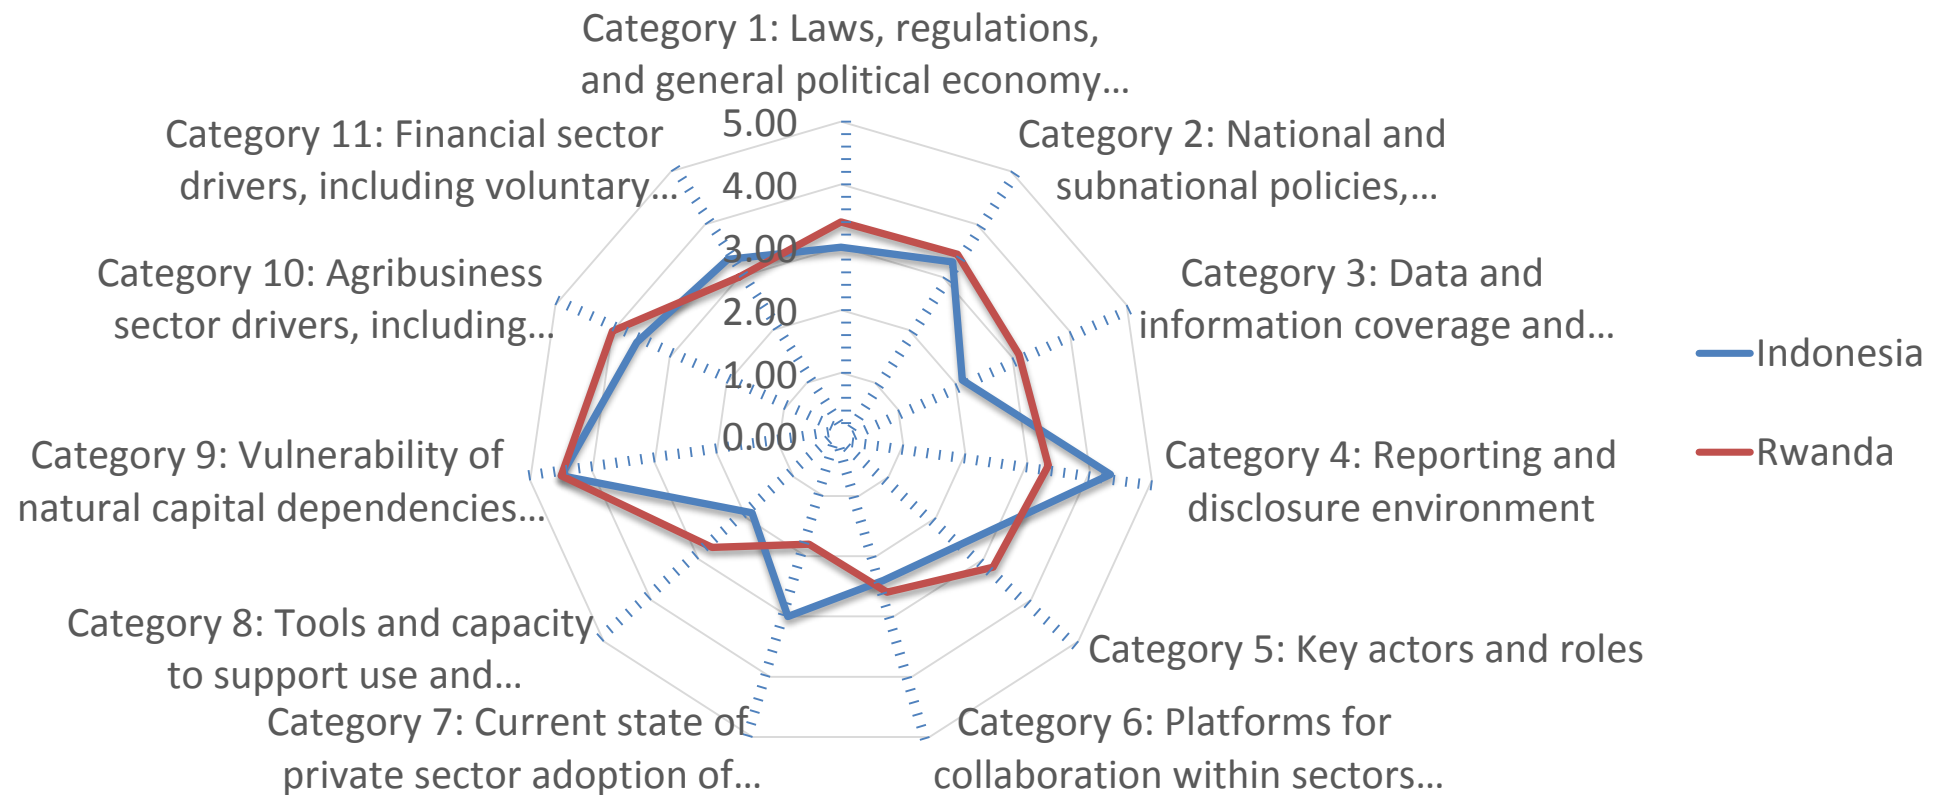 Category 1: Laws, regulations,
and general political economy...
Category 2: National and
subnational policies,...
Category 3: Data and
information coverage and...
Category 4: Reporting and
disclosure environment
Category 5: Key actors and roles
Category 6: Platforms for
collaboration within sectors...
Category 7: Current state of
private sector adoption of...
Category 8: Tools and capacity
to support use and...
Category 9: Vulnerability of
natural capital dependencies...
Category 10: Agribusiness
sector drivers, including...
Category 11: Financial sector
drivers, including voluntary...
5.00
4.00
3.00
2.00
1.00
0.00
Indonesia
Rwanda